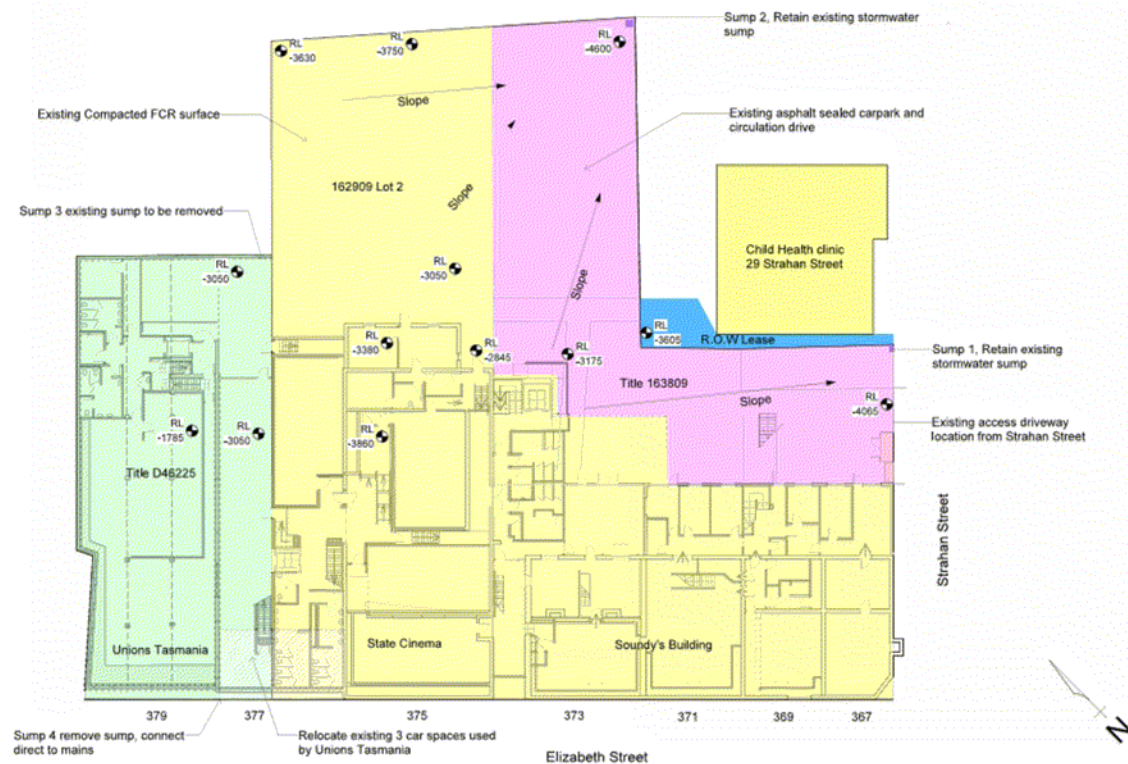 Sump 2, Retain existing stormwater
sump
RL
-3630
RL
-3750
RL
-4600
Slope
Existing Compacted FCR surface
Existing asphalt sealed carpark and
circulation drive
162909 Lot 2
Slope
Sump 3 existing sump to be removed
Child Health clinic
29 Strahan Street
RL
-3050
RL
-3050
Slope
RL
-3605
R.O.W Lease
RL
-3380
RL
-2845
RL
-3175
Sump 1, Retain existing
stormwater sump
Title 163809
Slope
RL
-4065
RL
-1785
RL
-3050
RL
-3860
Existing access driveway
location from Strahan Street
Title D46225
Strahan Street
Unions Tasmania
State Cinema
Soundy's Building
379
377
375
373
371
369
367
Sump 4 remove sump, connect
direct to mains
Relocate existing 3 car spaces used
by Unions Tasmania
Elizabeth Street
N